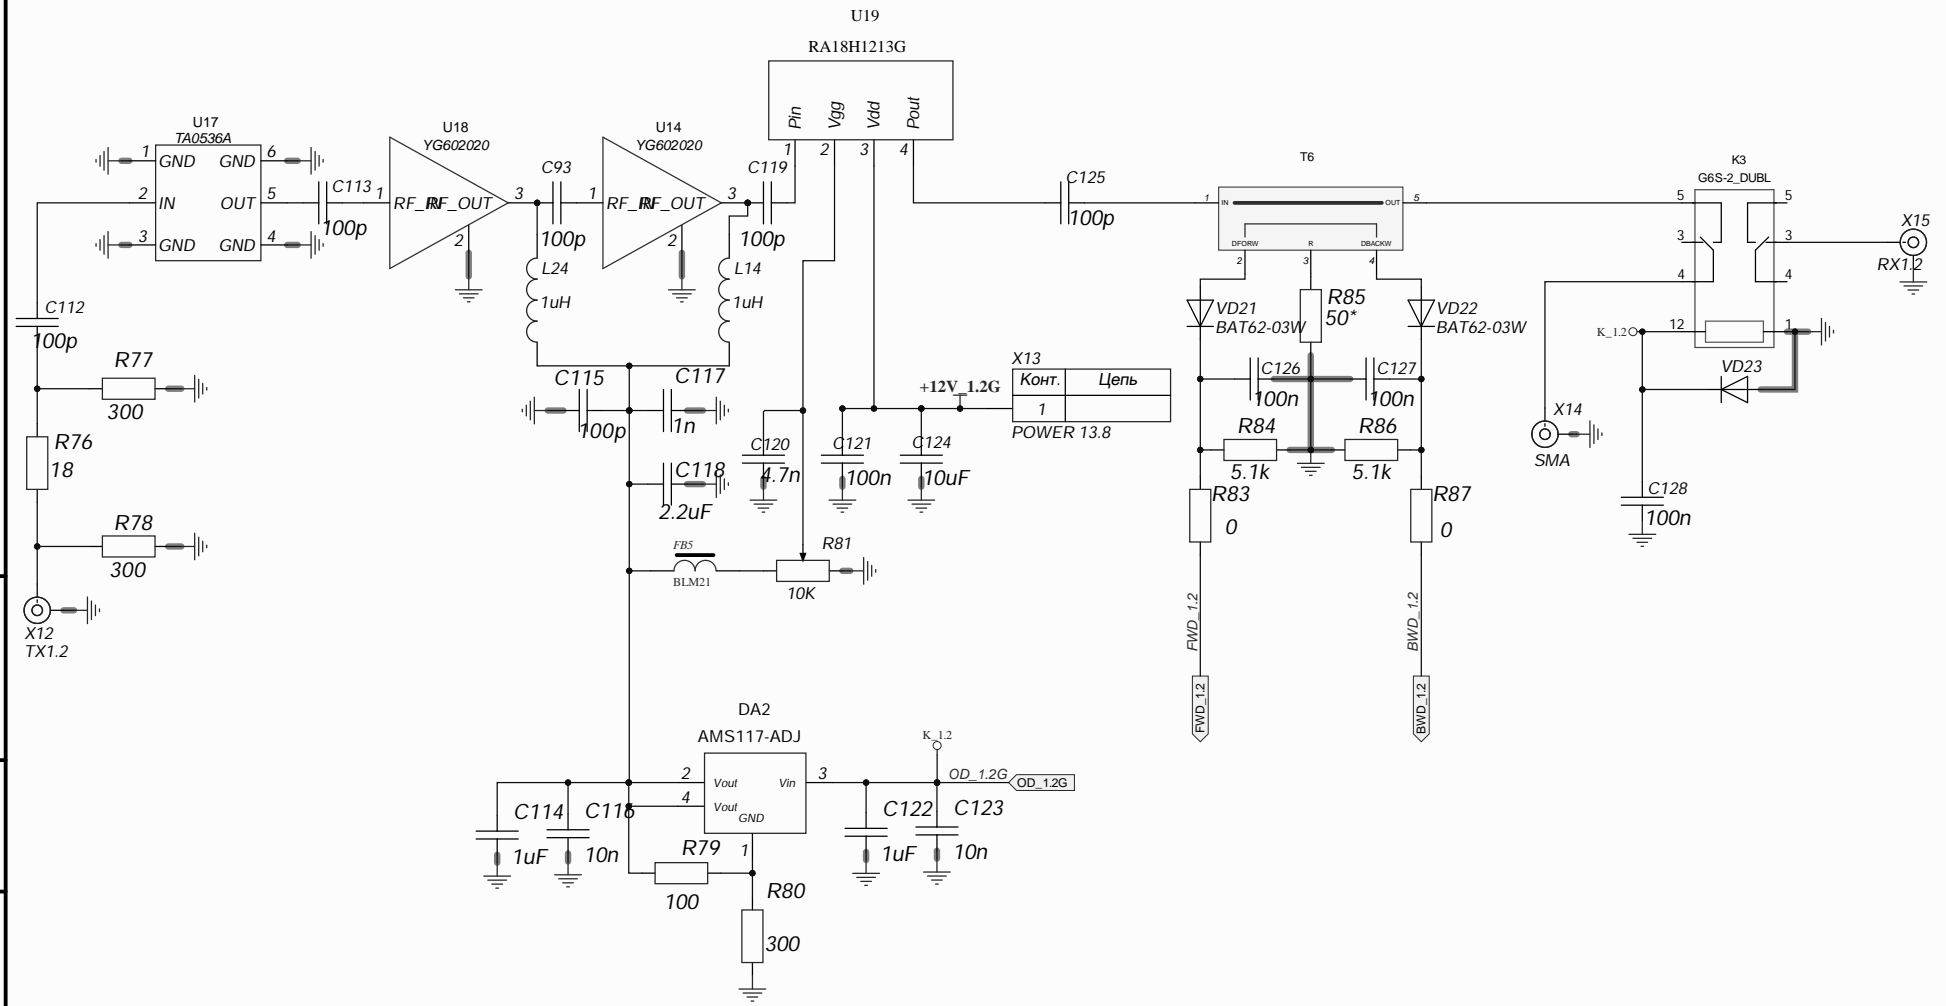 U19
RA18H1213G
Pin
Vgg
Vdd
Pout
1
2
3
4
U17
TA0536A
1
GND
GND
6
2
IN
OUT
5
3
GND
GND
4
C113
100p
U18
YG602020
1
RF_IN
RF_OUT
3
2
C93
100p
U14
YG602020
1
RF_IN
RF_OUT
3
2
C119
100p
L24
1uH
L14
1uH
C112
100p
R77
300
R76
18
R78
300
X12
TX1.2
C115
100p
C117
1n
C118
2.2uF
C120
4.7n
C121
100n
C124
10uF
+12V_1.2G
X13
Конт.
Цепь
1
POWER 13.8
FB5
BLM21
R81
10K
C125
100p
T6
1
IN
OUT
5
DFORW
R
DBACKW
2
3
4
VD21
BAT62-03W
R85
50*
VD22
BAT62-03W
C126
100n
C127
100n
R84
5.1k
R86
5.1k
R83
0
R87
0
FWD_1.2
BWD_1.2
FWD_1.2
BWD_1.2
K3
G6S-2_DUBL
5
5
3
3
4
4
12
1
K_1.2
VD23
X15
RX1.2
X14
SMA
C128
100n
DA2
AMS117-ADJ
2
Vout
Vin
3
4
Vout
GND
1
K_1.2
OD_1.2G
OD_1.2G
C114
1uF
C116
10n
C122
1uF
C123
10n
R79
100
R80
300